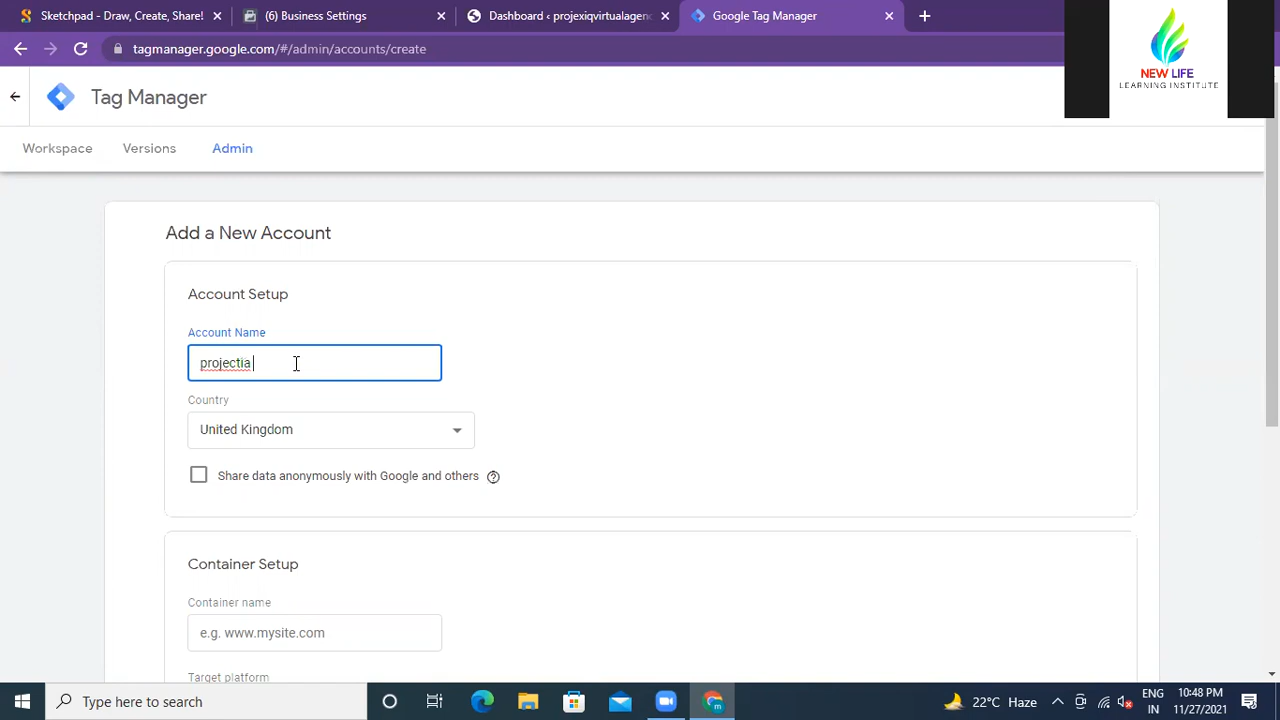 Sketchpad - Draw, Create, Share!
(6) Business Settings
Dashboard ‹ projexiqvirtualagenc
Google Tag Manager
tagmanager.google.com/#/admin/accounts/create
NEW LIFE
LEARNING INSTITUTE
Tag Manager
Workspace Versions Admin
Add a New Account
Account Setup
Account Name
projectia
Country
United Kingdom
Share data anonymously with Google and others
Container Setup
Container name
e.g. www.mysite.com
Target platform
Type here to search
22°C Haze
ENG
IN
10:48 PM
11/27/2021